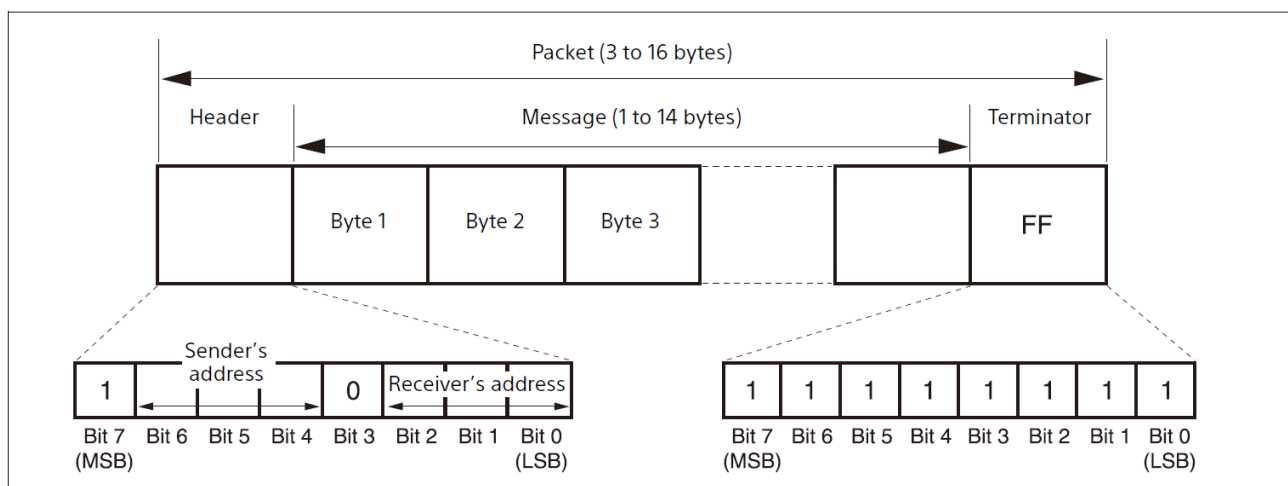 Packet (3 to 16 bytes)
Header
Message (1 to 14 bytes)
Terminator
Byte 1
Byte 2
Byte 3
FF
Sender's
address
1
0
Receiver's address
Bit 7
(MSB)
Bit 6
Bit 5
Bit 4
Bit 3
Bit 2
Bit 1
Bit 0
(LSB)
1
1
1
1
1
1
1
1
Bit 7
(MSB)
Bit 6
Bit 5
Bit 4
Bit 3
Bit 2
Bit 1
Bit 0
(LSB)